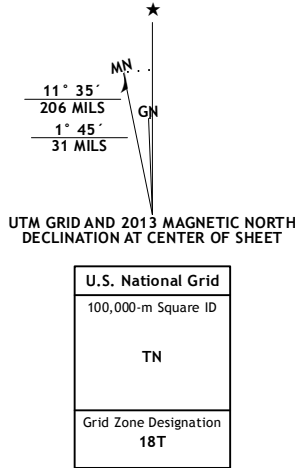 ★
MN
11° 35´
206 MILS
GN
1° 45´
31 MILS
UTM GRID AND 2013 MAGNETIC NORTH
DECLINATION AT CENTER OF SHEET
U.S. National Grid
100,000-m Square ID
TN
Grid Zone Designation
18T